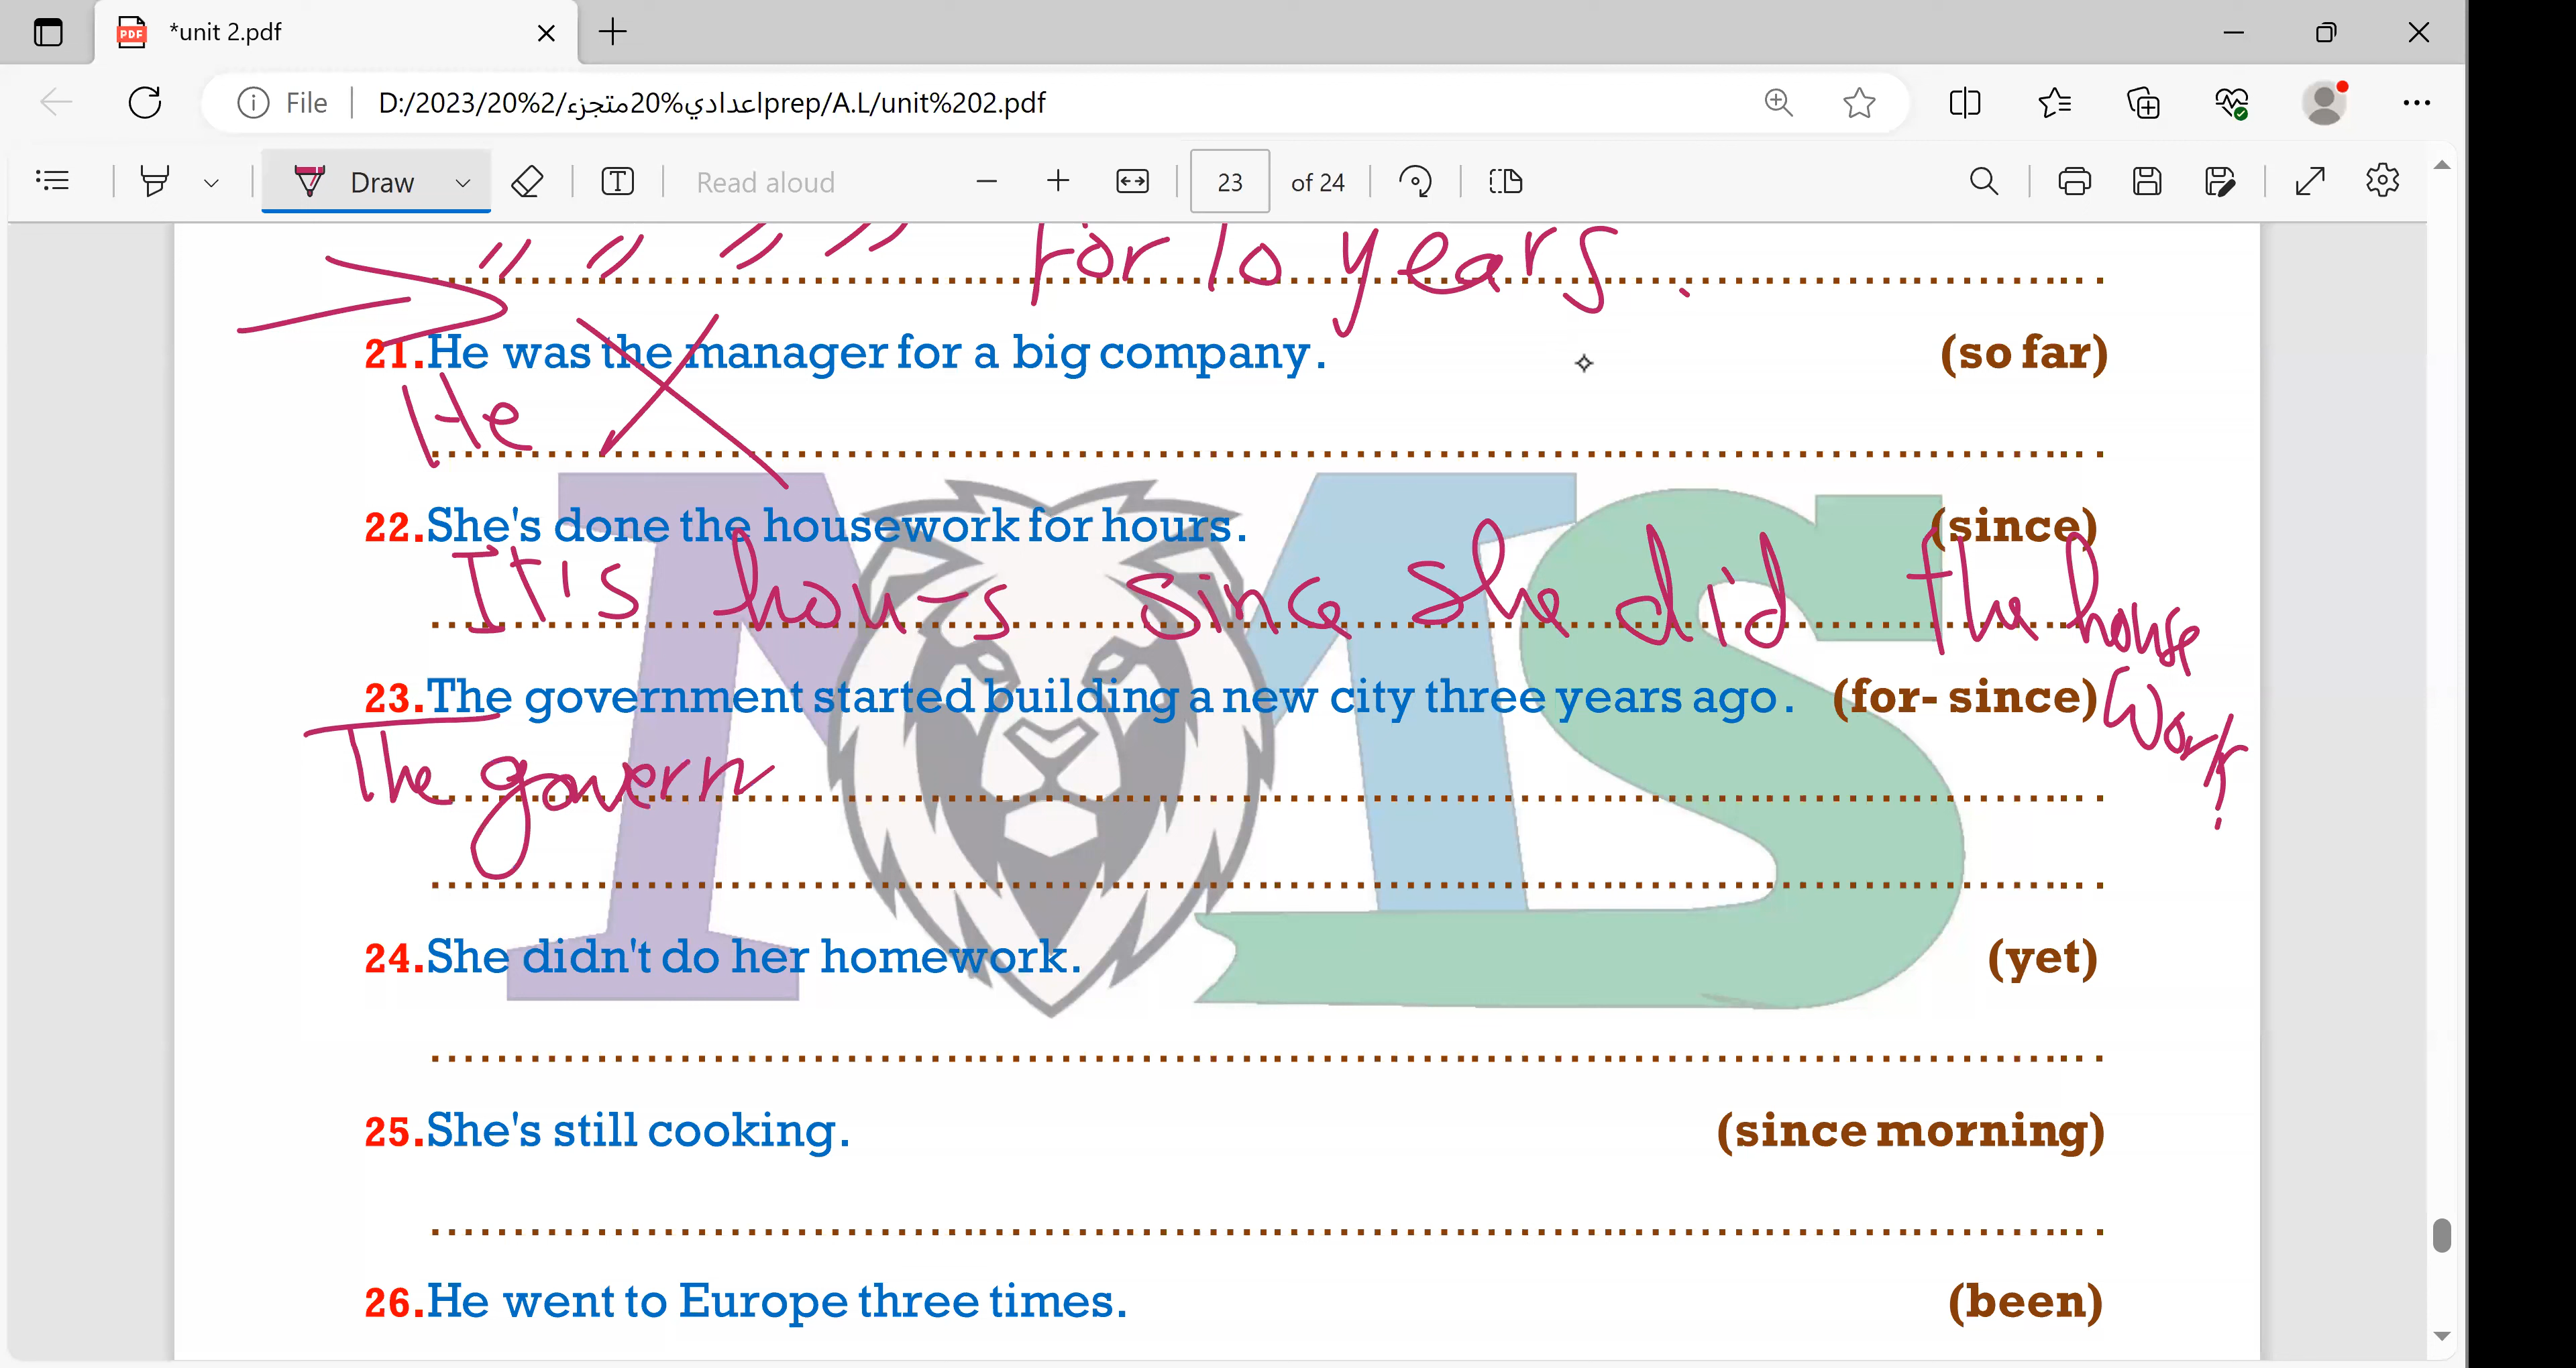 *unit 2.pdf
File D:/2023/20%2/اعدادي%20متجزءprep/A.L/unit%202.pdf
Draw Read aloud 23 of 24
" " " " For 10 years.
21.He was the manager for a big company. (so far)
He
22.She's done the housework for hours. (since)
It's hours since she did the house
work.
23.The government started building a new city three years ago. (for- since)
The govern
24.She didn't do her homework. (yet)
25.She's still cooking. (since morning)
26.He went to Europe three times. (been)